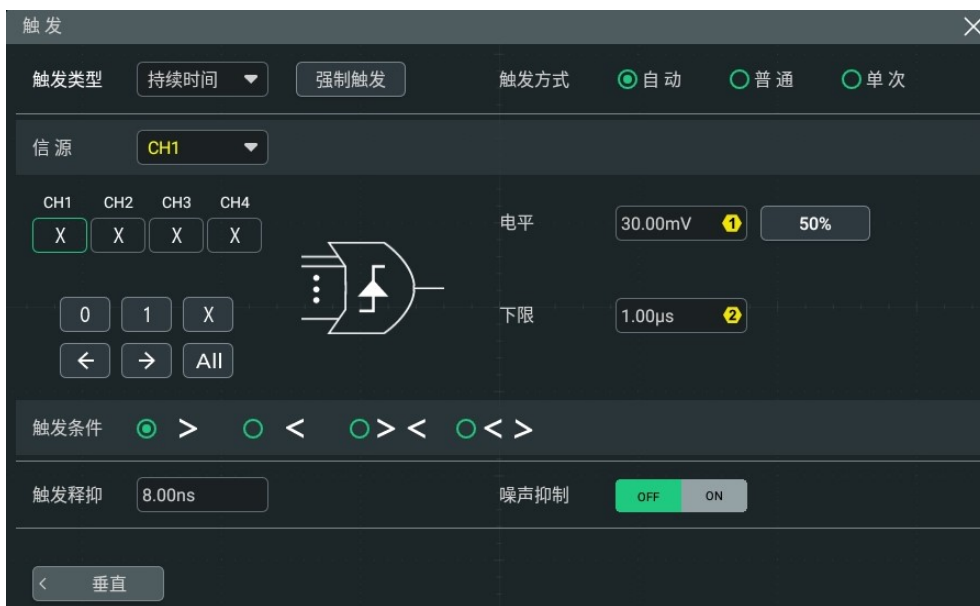 触发
触发类型 持续时间 强制触发 触发方式 自动 普通 单次
信源 CH1
CH1 CH2 CH3 CH4
X X X X
电平 30.00mV 1 50%
0 1 X
下限 1.00µs 2
← → All
触发条件 > < > < < >
触发释抑 8.00ns 噪声抑制 OFF ON
< 垂直